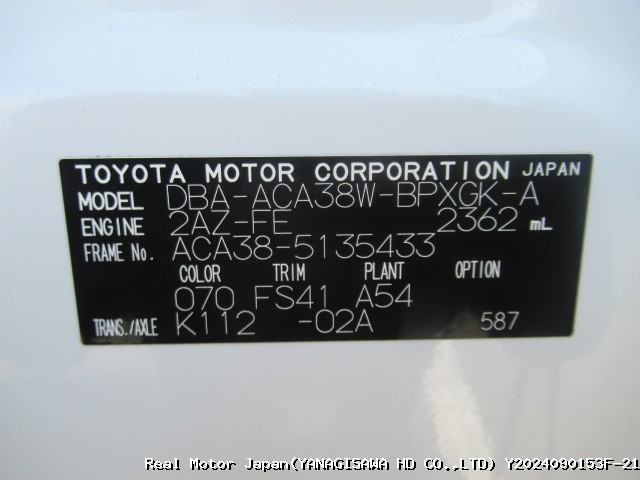 TOYOTA MOTOR CORPORATION JAPAN
MODEL DBA-ACA38W-BPXGK-A
ENGINE 2AZ-FE 2362 mL
FRAME No. ACA38-5135433
COLOR TRIM PLANT OPTION
070 FS41 A54
TRANS./AXLE K112 -02A 587
Real Motor Japan(YANAGISAWA HD CO.,LTD) Y2024090153F-21